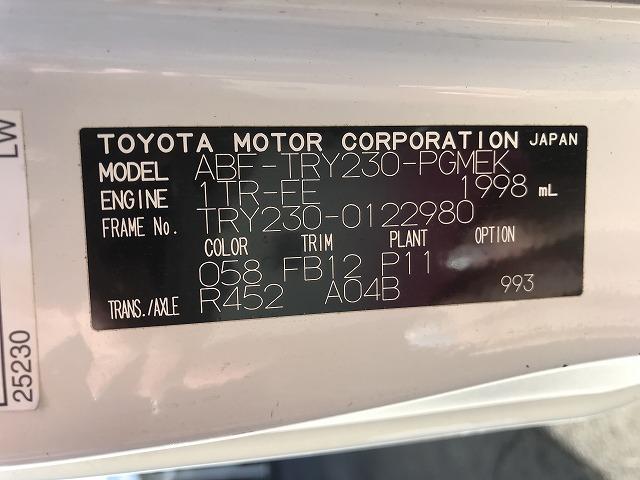 TOYOTA MOTOR CORPORATION JAPAN
MODEL ABF-TRY230-PGMEK
ENGINE 1TR-FE 1998 mL
FRAME No. TRY230-0122980
COLOR TRIM PLANT OPTION
058 FB12 P11
TRANS./AXLE R452 A04B 993
LW
25230